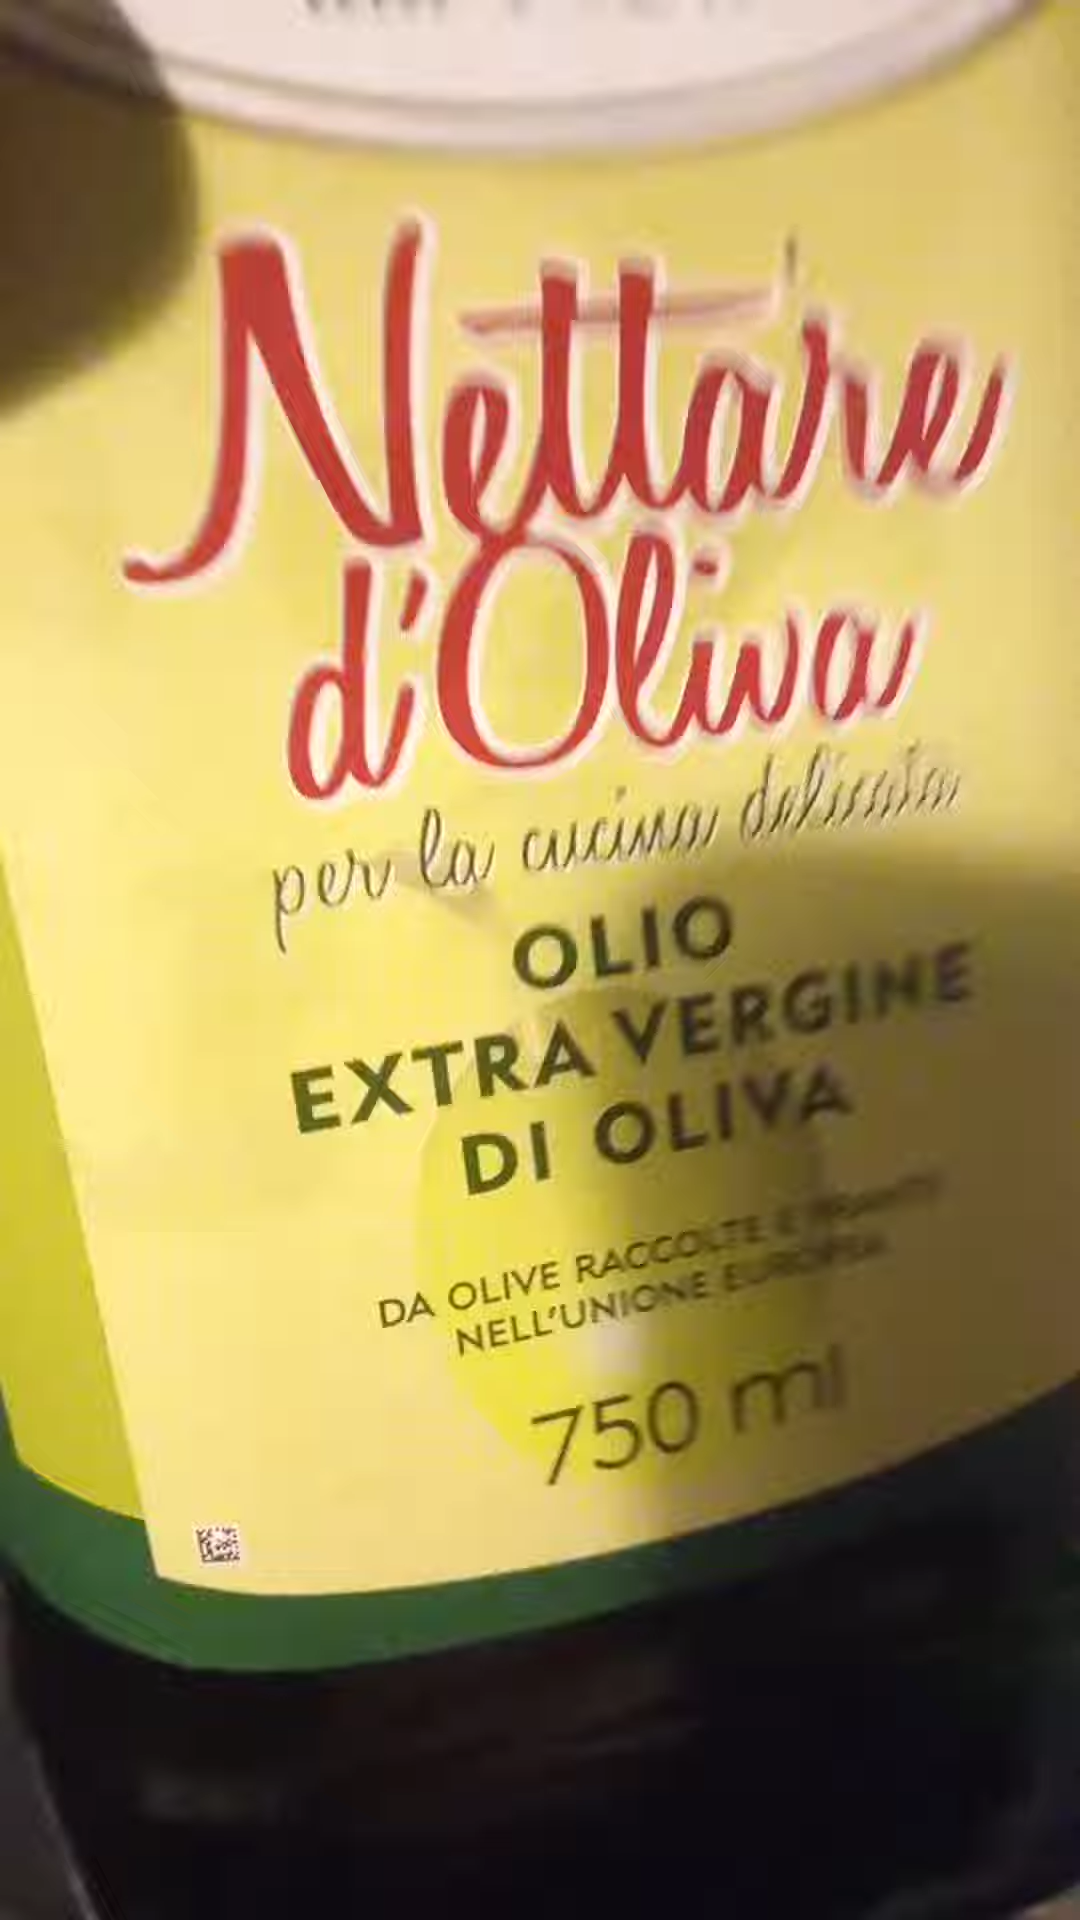 Nettare
d'Oliva
per la cucina delicata
OLIO
EXTRA VERGINE
DI OLIVA
DA OLIVE RACCOLTE E
NELL'UNIONE EUROPEA
750 ml